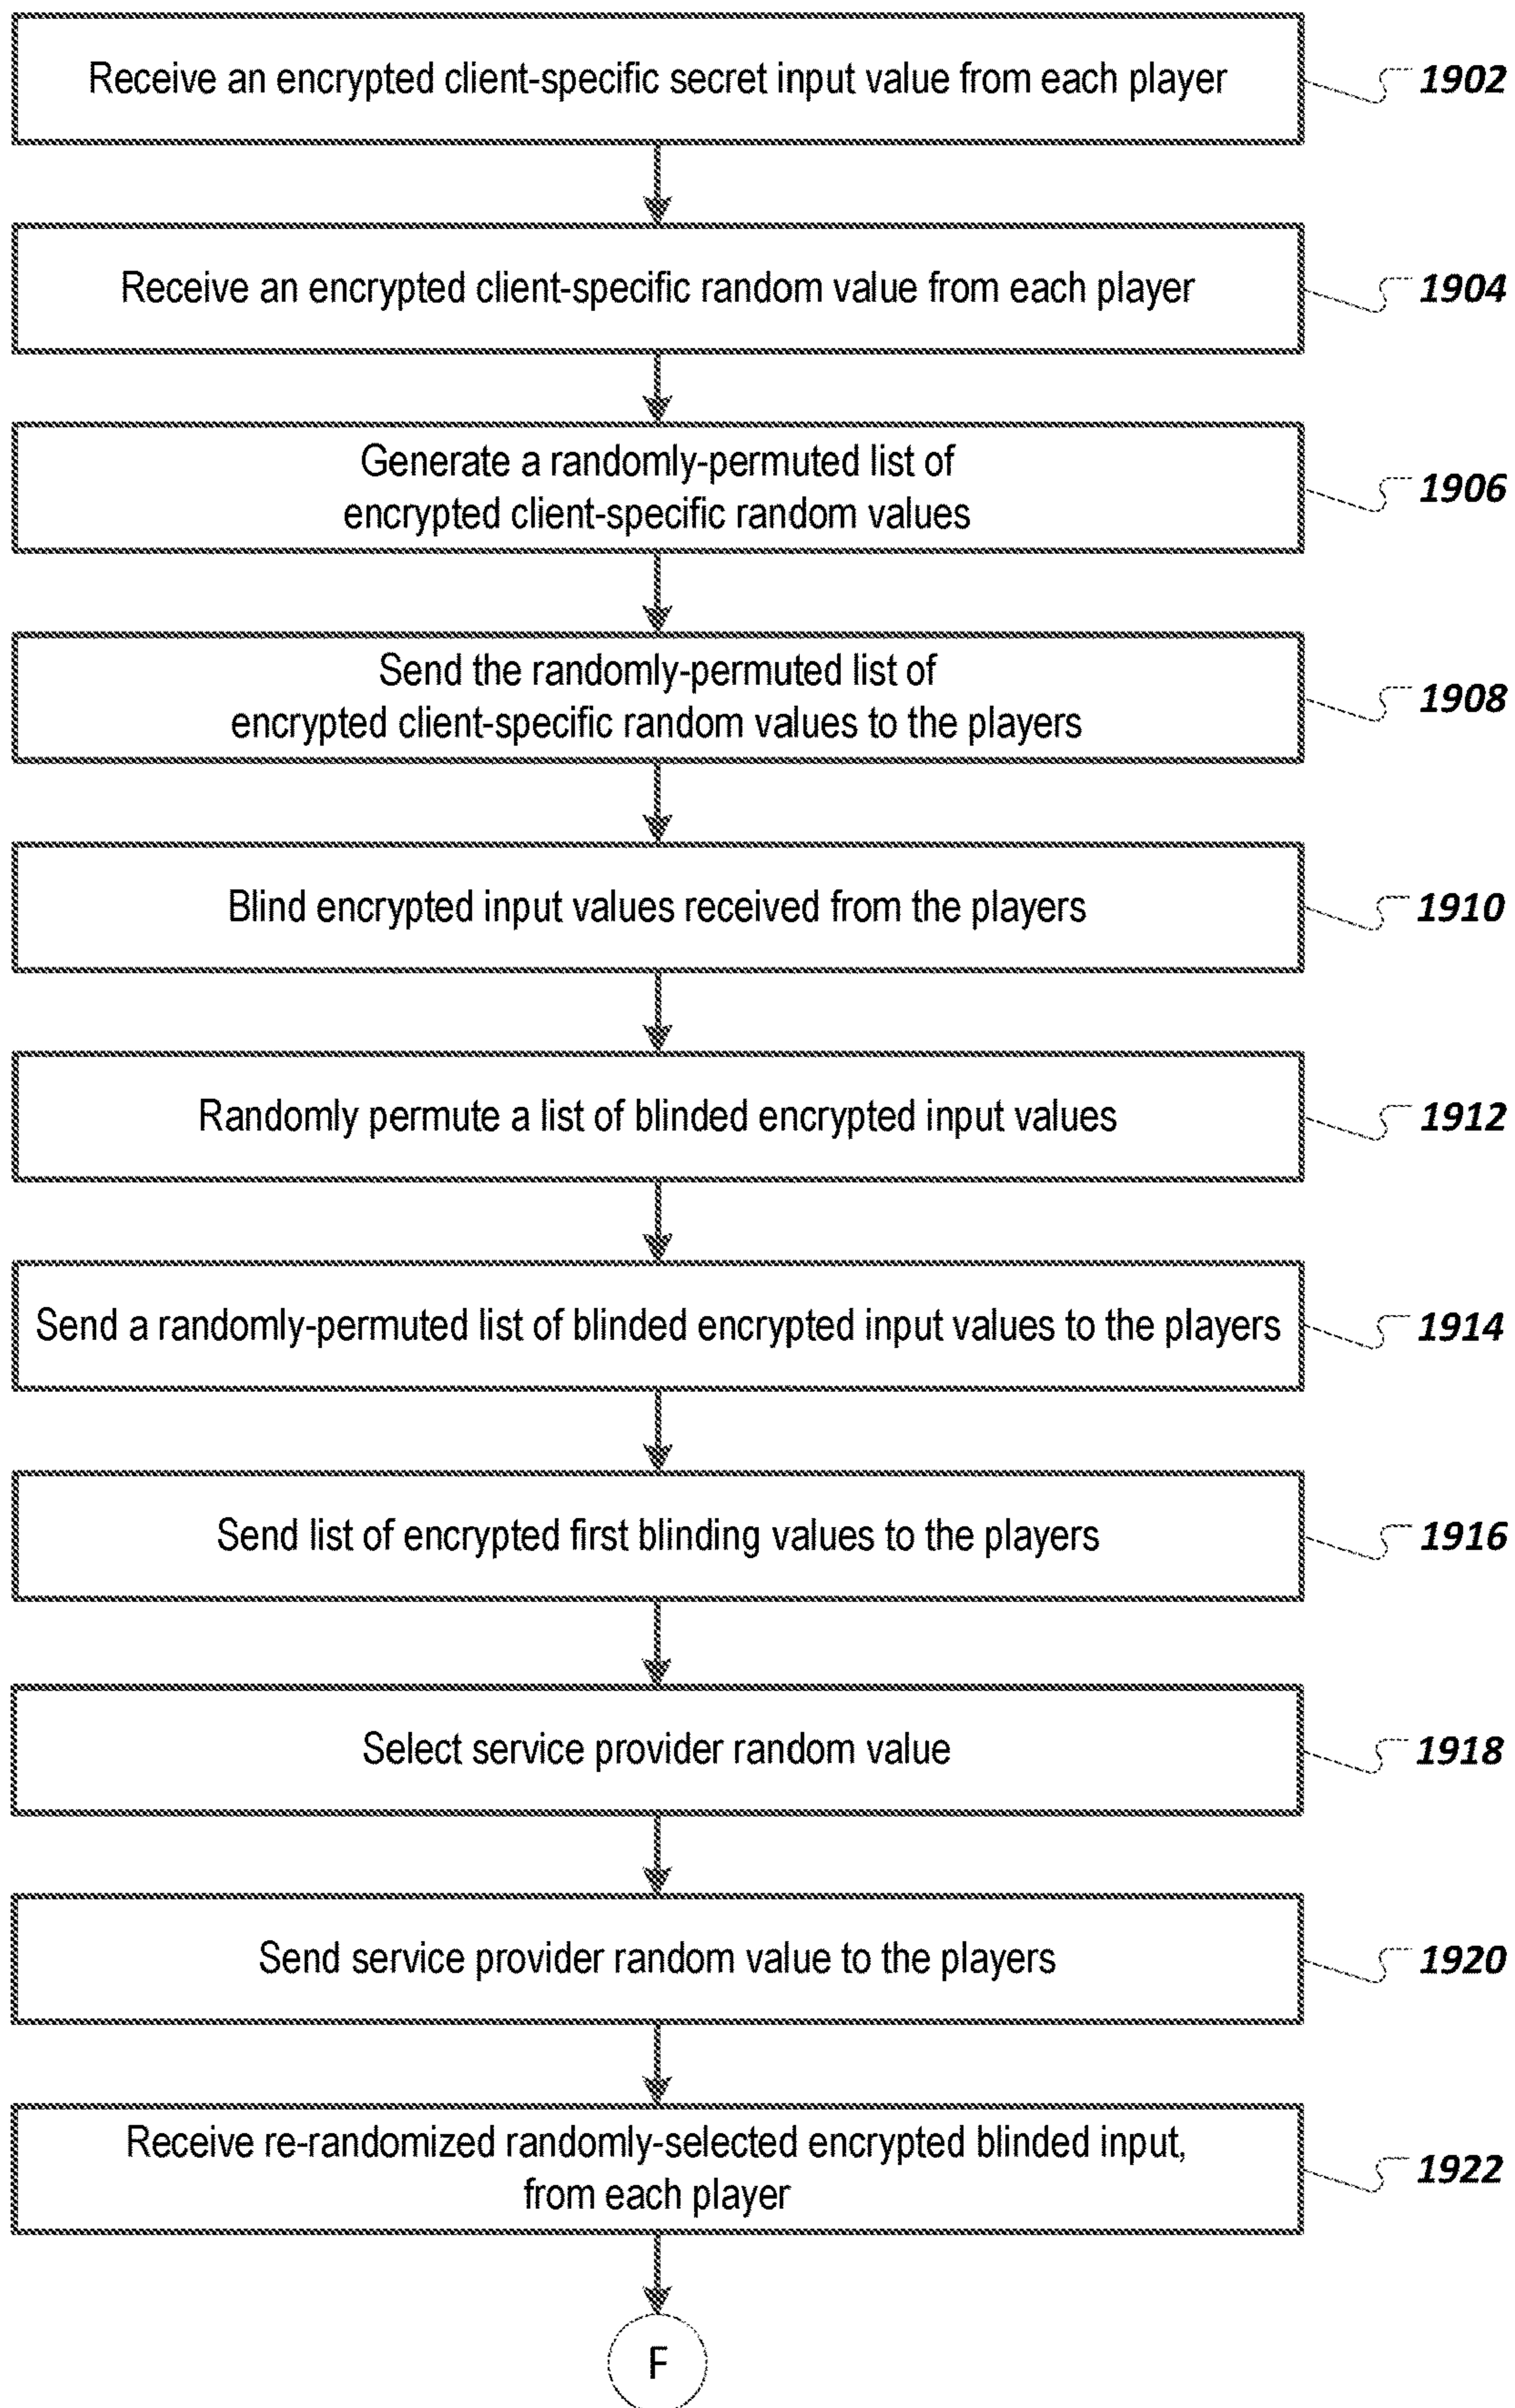 Receive an encrypted client-specific secret input value from each player
1902
Receive an encrypted client-specific random value from each player
1904
Generate a randomly-permuted list of
encrypted client-specific random values
1906
Send the randomly-permuted list of
encrypted client-specific random values to the players
1908
Blind encrypted input values received from the players
1910
Randomly permute a list of blinded encrypted input values
1912
Send a randomly-permuted list of blinded encrypted input values to the players
1914
Send list of encrypted first blinding values to the players
1916
Select service provider random value
1918
Send service provider random value to the players
1920
Receive re-randomized randomly-selected encrypted blinded input,
from each player
1922
F